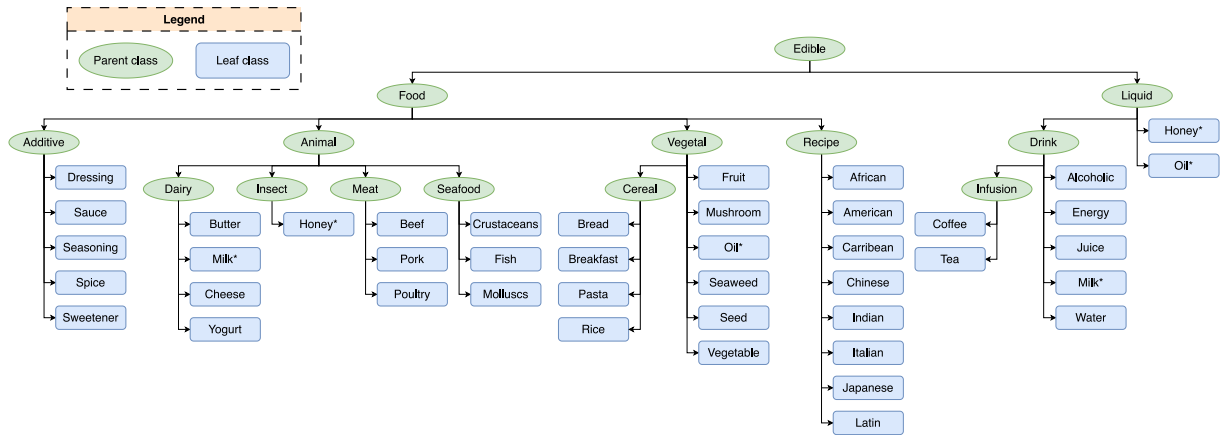 Legend
Parent class
Leaf class
Edible
Food
Liquid
Additive
Animal
Vegetal
Recipe
Drink
Honey*
Oil*
Dressing
Sauce
Seasoning
Spice
Sweetener
Dairy
Insect
Meat
Seafood
Butter
Milk*
Cheese
Yogurt
Honey*
Beef
Pork
Poultry
Crustaceans
Fish
Molluscs
Cereal
Bread
Breakfast
Pasta
Rice
Fruit
Mushroom
Oil*
Seaweed
Seed
Vegetable
African
American
Carribean
Chinese
Indian
Italian
Japanese
Latin
Infusion
Coffee
Tea
Alcoholic
Energy
Juice
Milk*
Water